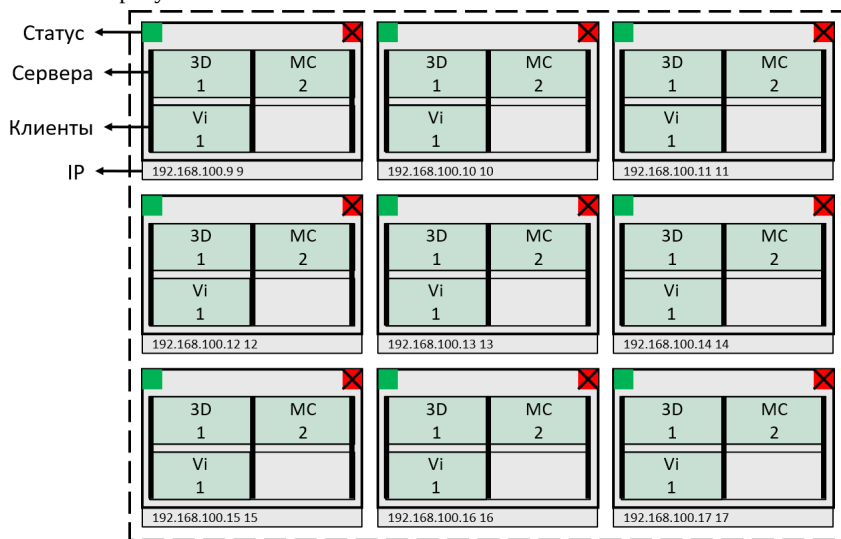 Статус
Сервера
Клиенты
IP
3D MC 3D MC 3D MC
1 2 1 2 1 2
Vi Vi Vi
1 1 1
192.168.100.9 9 192.168.100.10 10 192.168.100.11 11
3D MC 3D MC 3D MC
1 2 1 2 1 2
Vi Vi Vi
1 1 1
192.168.100.12 12 192.168.100.13 13 192.168.100.14 14
3D MC 3D MC 3D MC
1 2 1 2 1 2
Vi Vi Vi
1 1 1
192.168.100.15 15 192.168.100.16 16 192.168.100.17 17